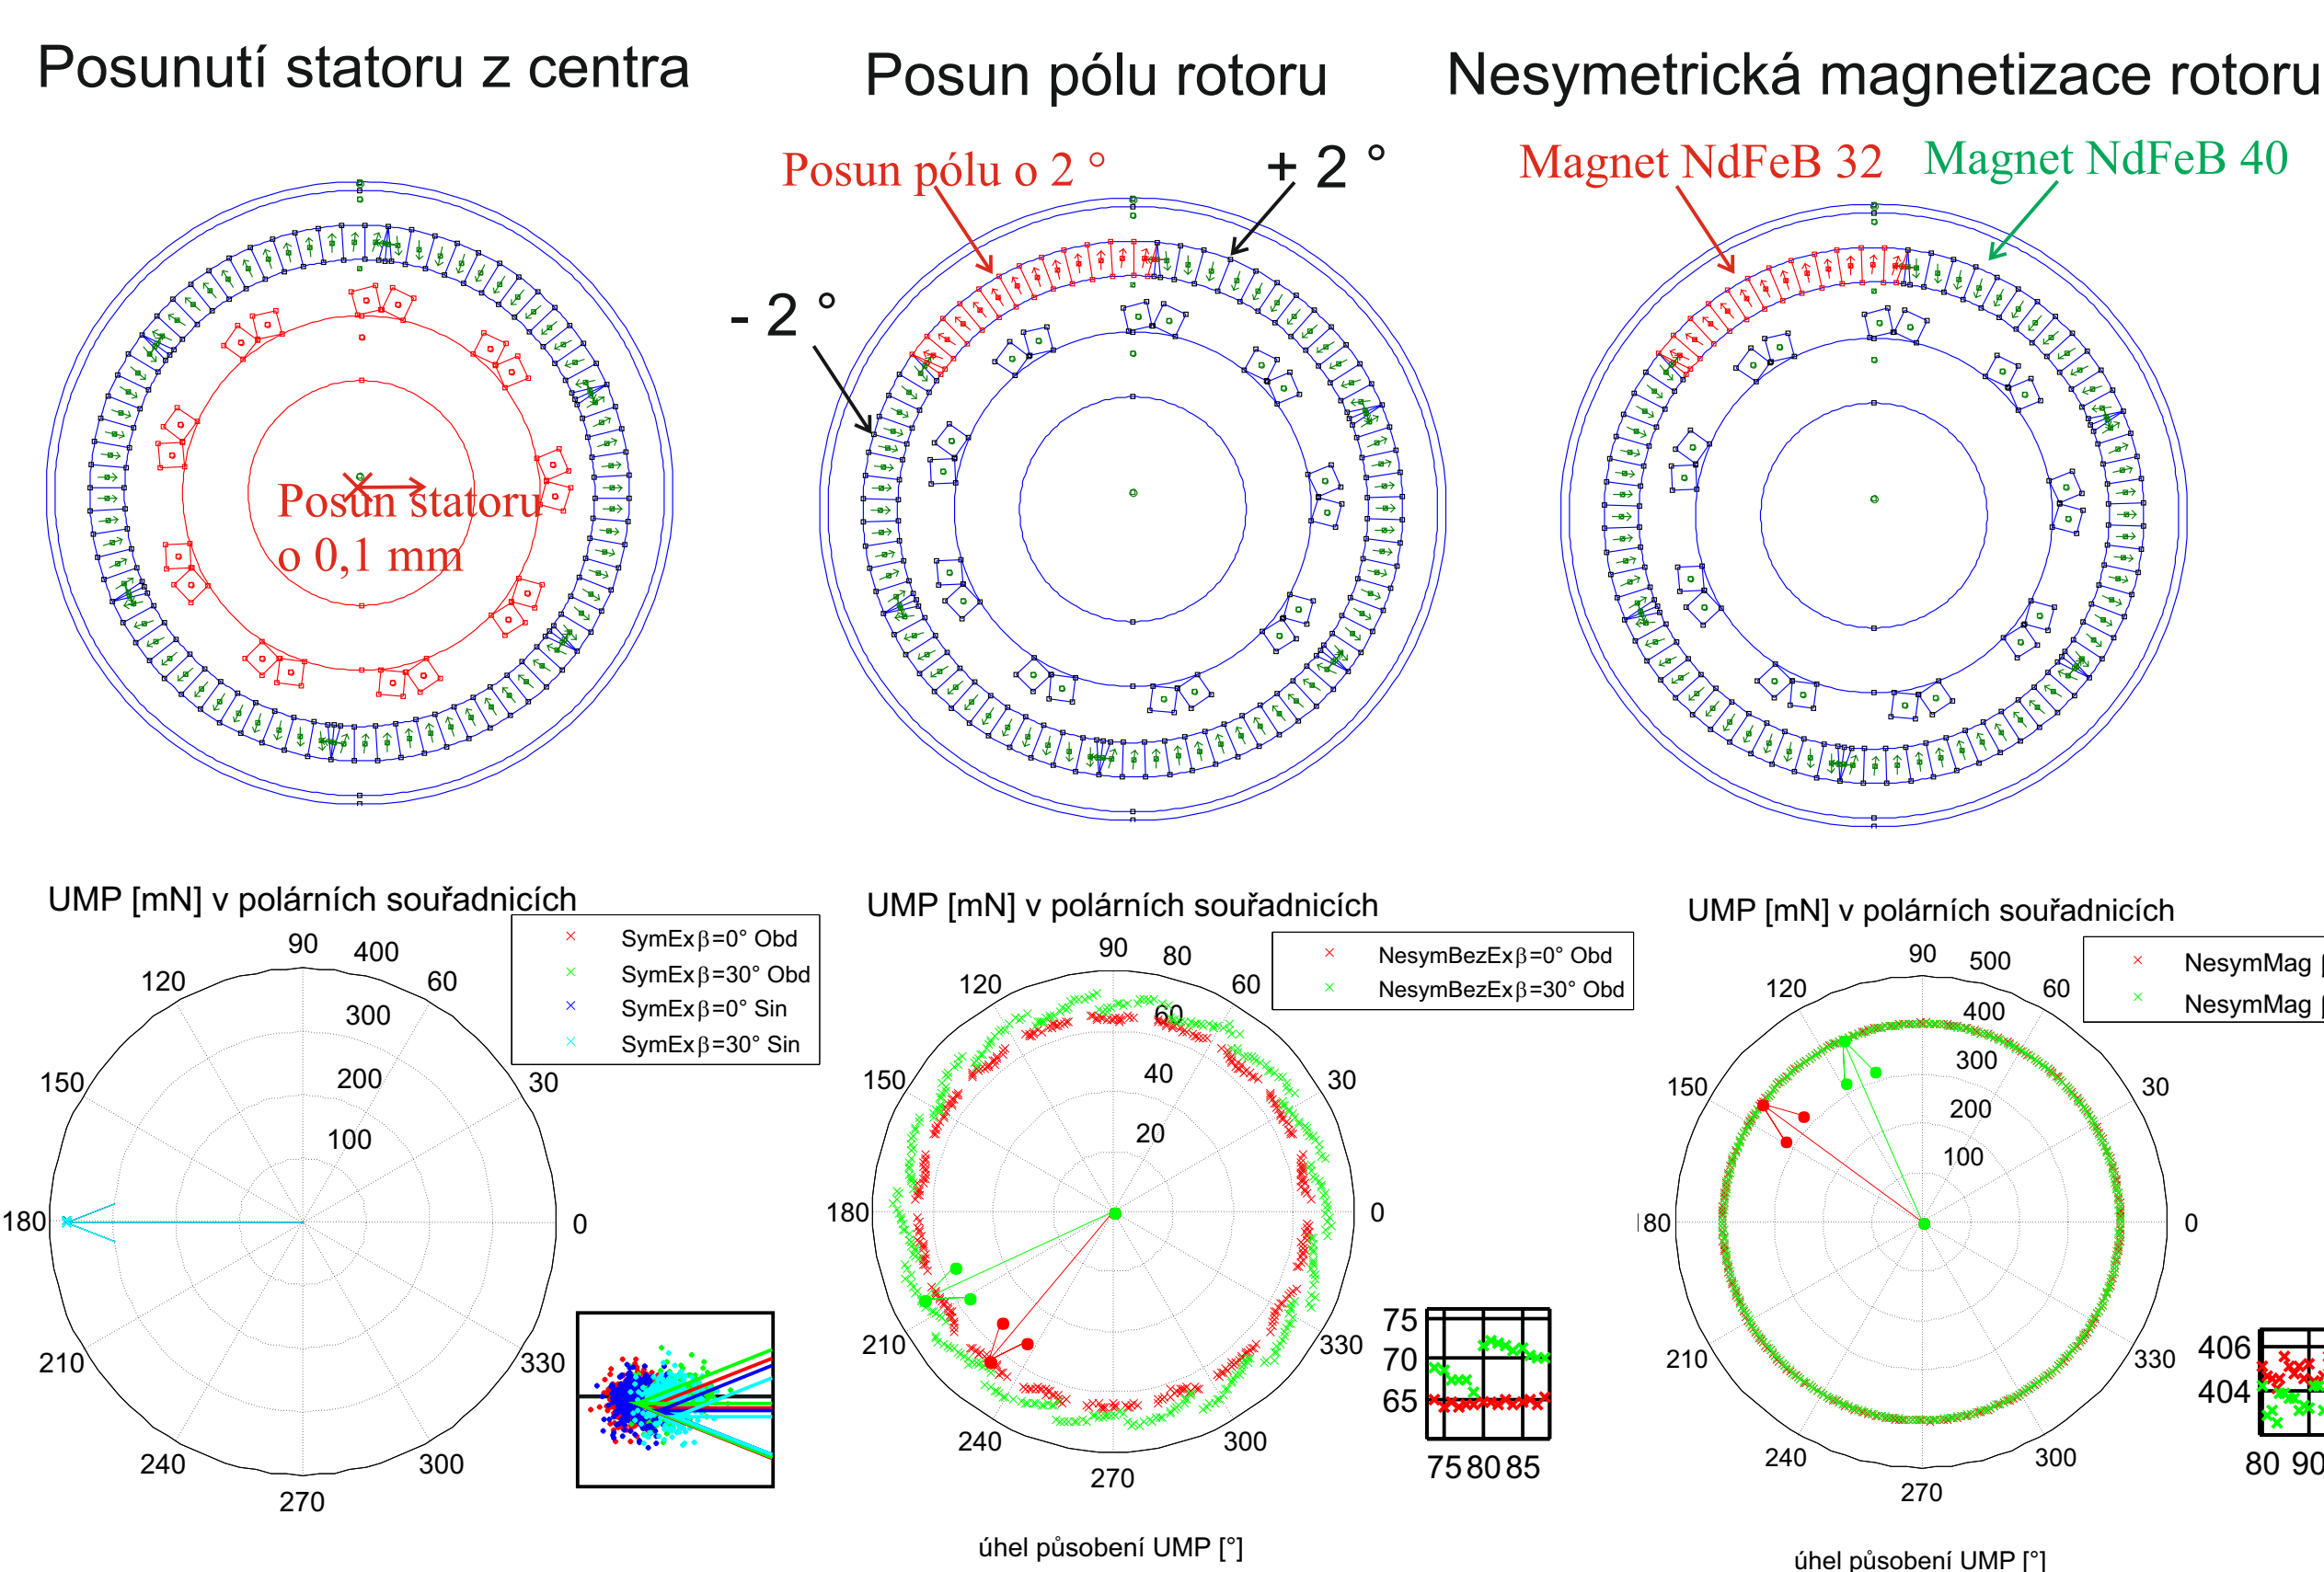 Posunutí statoru z centra
Posun pólu rotoru
Nesymetrická magnetizace rotoru
Posun pólu o 2 °
+ 2 °
- 2 °
Magnet NdFeB 32
Magnet NdFeB 40
Posun statoru
o 0,1 mm
UMP [mN] v polárních souřadnicích
SymEx β=0° Obd
SymEx β=30° Obd
SymEx β=0° Sin
SymEx β=30° Sin
90
400
120
60
300
150
200
30
100
180
0
210
330
240
300
270
UMP [mN] v polárních souřadnicích
NesymBezEx β=0° Obd
NesymBezEx β=30° Obd
90
80
120
60
60
150
40
30
20
180
0
210
330
240
300
270
75
70
65
75 80 85
úhel působení UMP [°]
UMP [mN] v polárních souřadnicích
NesymMag
NesymMag
90
500
120
60
400
150
300
30
200
100
80
0
210
330
240
300
270
406
404
80 90
úhel působení UMP [°]